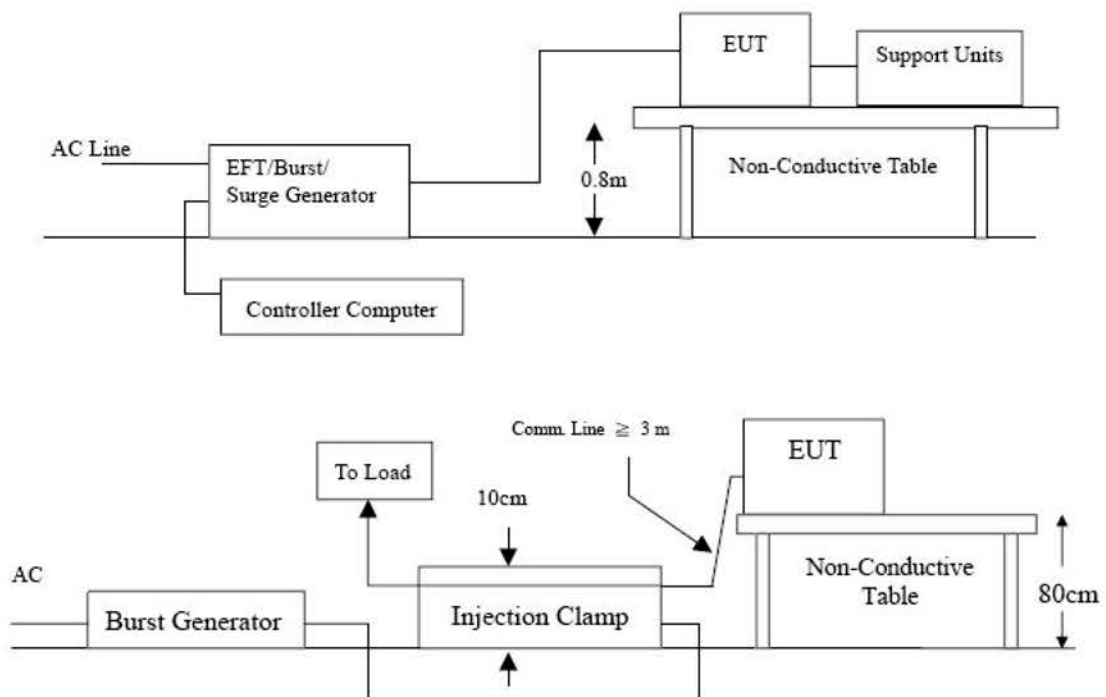 EUT
Support Units
AC Line
EFT/Burst/
Surge Generator
0.8m
Non-Conductive Table
Controller Computer
Comm. Line ≧ 3 m
EUT
To Load
10cm
AC
Non-Conductive
Table
80cm
Burst Generator
Injection Clamp